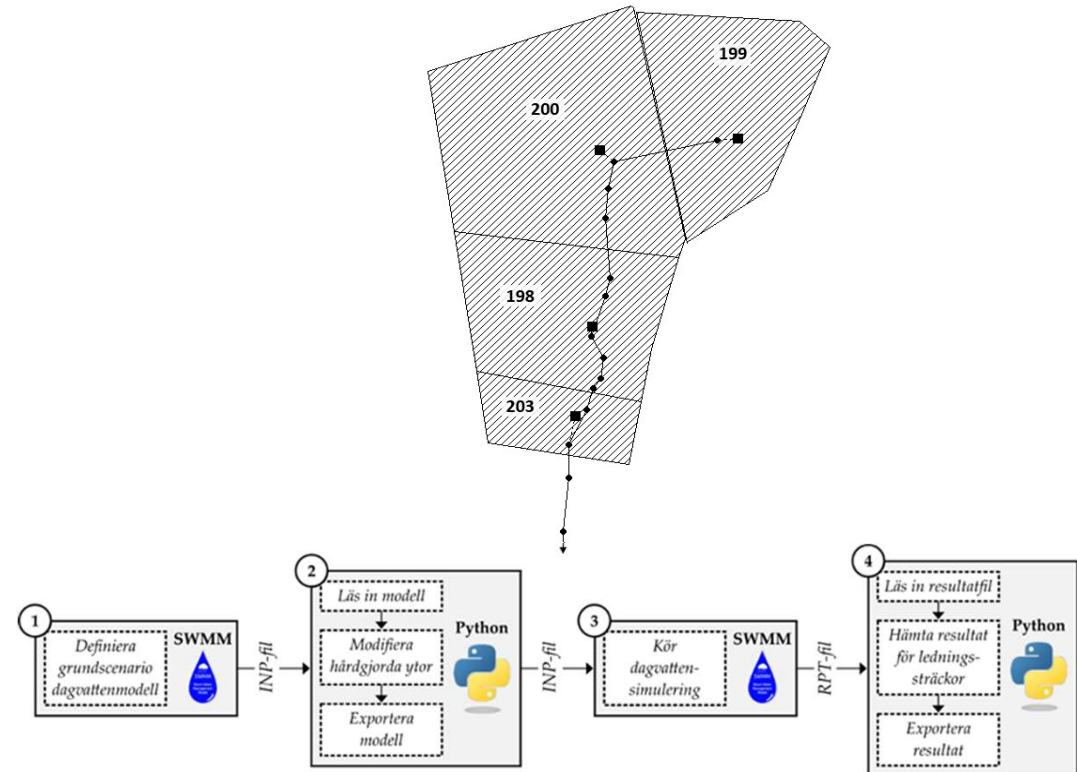 199
200
198
203
1
Definiera
grundscenario
dagvattenmodell
SWMM
INP-fil
2
Läs in modell
Modifiera
hårdgjorda ytor
Exportera
modell
Python
INP-fil
3
Kör
dagvatten-
simulering
SWMM
RPT-fil
4
Läs in resultatfil
Hämta resultat
för lednings-
sträckor
Exportera
resultat
Python